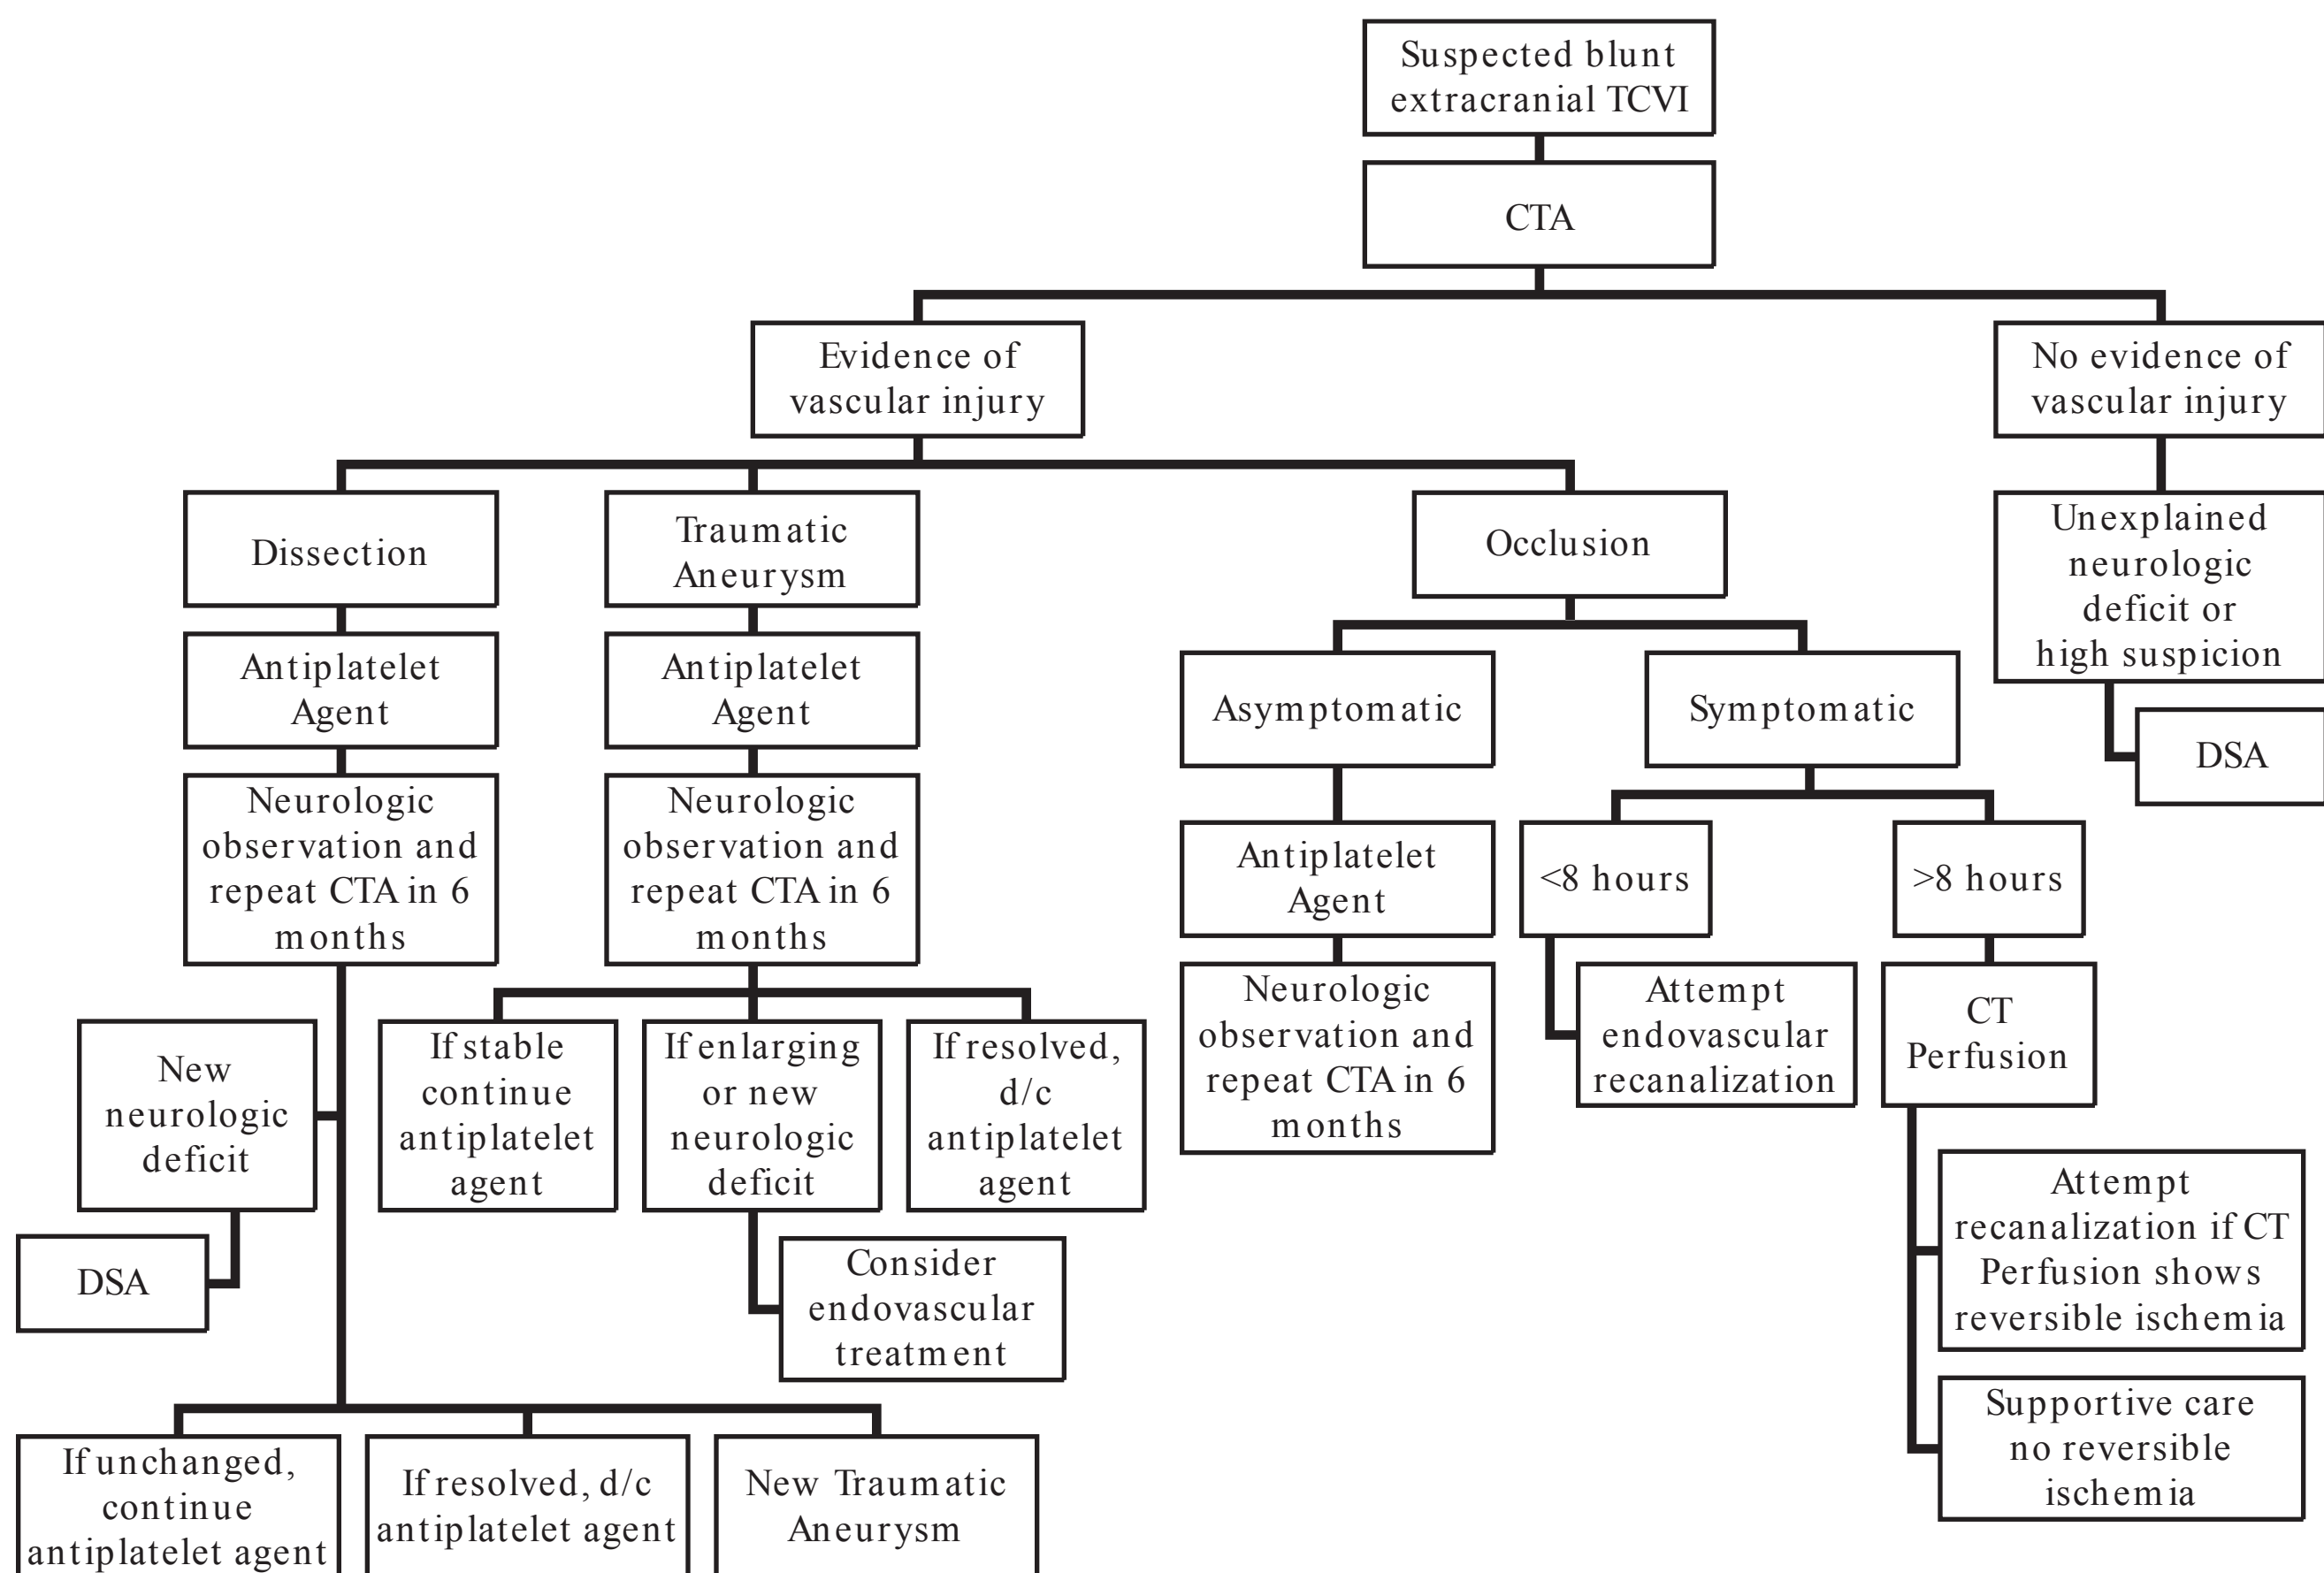 Suspected blunt
extracranial TCVI
CTA
Evidence of
vascular injury
No evidence of
vascular injury
Dissection
Traumatic
Aneurysm
Occlusion
Unexplained
neurologic
deficit or
high suspicion
Antiplatelet
Agent
Antiplatelet
Agent
Asymptomatic
Symptomatic
DSA
Neurologic
observation and
repeat CTA in 6
months
Neurologic
observation and
repeat CTA in 6
months
Antiplatelet
Agent
<8 hours
>8 hours
Neurologic
observation and
repeat CTA in 6
months
Attempt
endovascular
recanalization
CT
Perfusion
New
neurologic
deficit
If stable
continue
antiplatelet
agent
If enlarging
or new
neurologic
deficit
If resolved,
d/c
antiplatelet
agent
Attempt
recanalization if CT
Perfusion shows
reversible ischemia
DSA
Consider
endovascular
treatment
Supportive care
no reversible
ischemia
If unchanged,
continue
antiplatelet agent
If resolved, d/c
antiplatelet agent
New Traumatic
Aneurysm